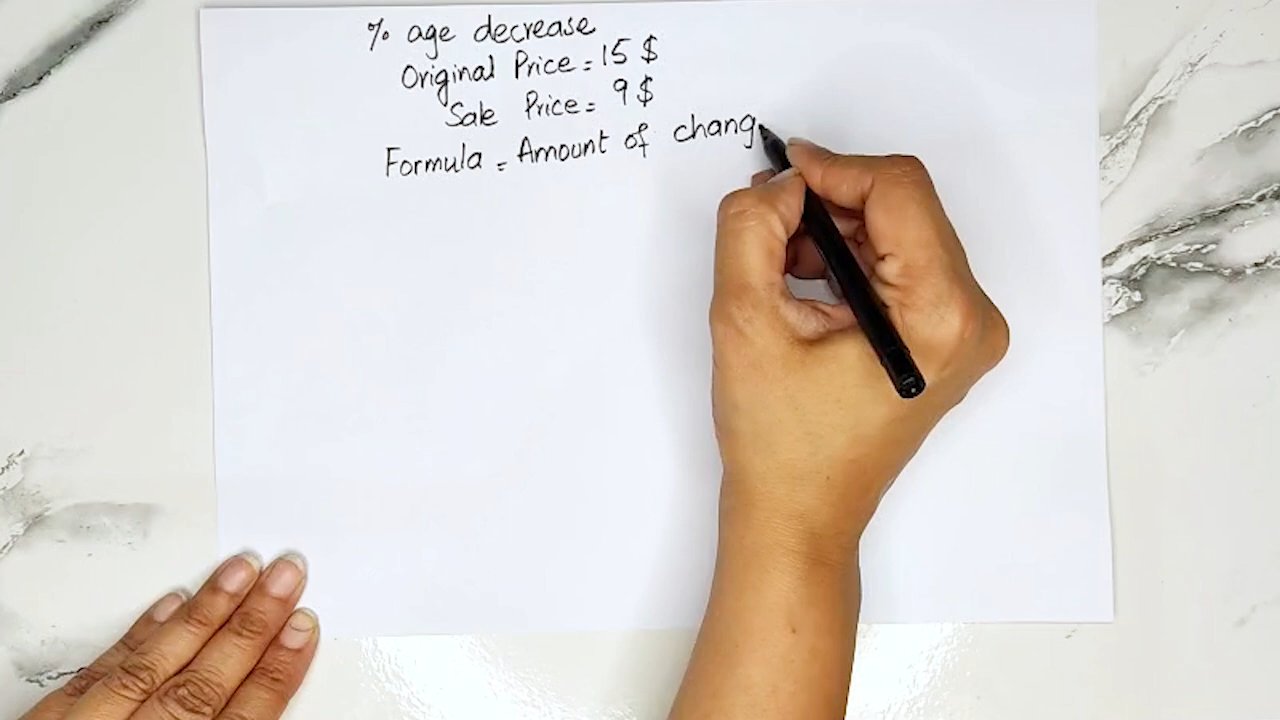 % age decrease
Original Price = 15 $
Sale Price = 9 $
Formula = Amount of chang